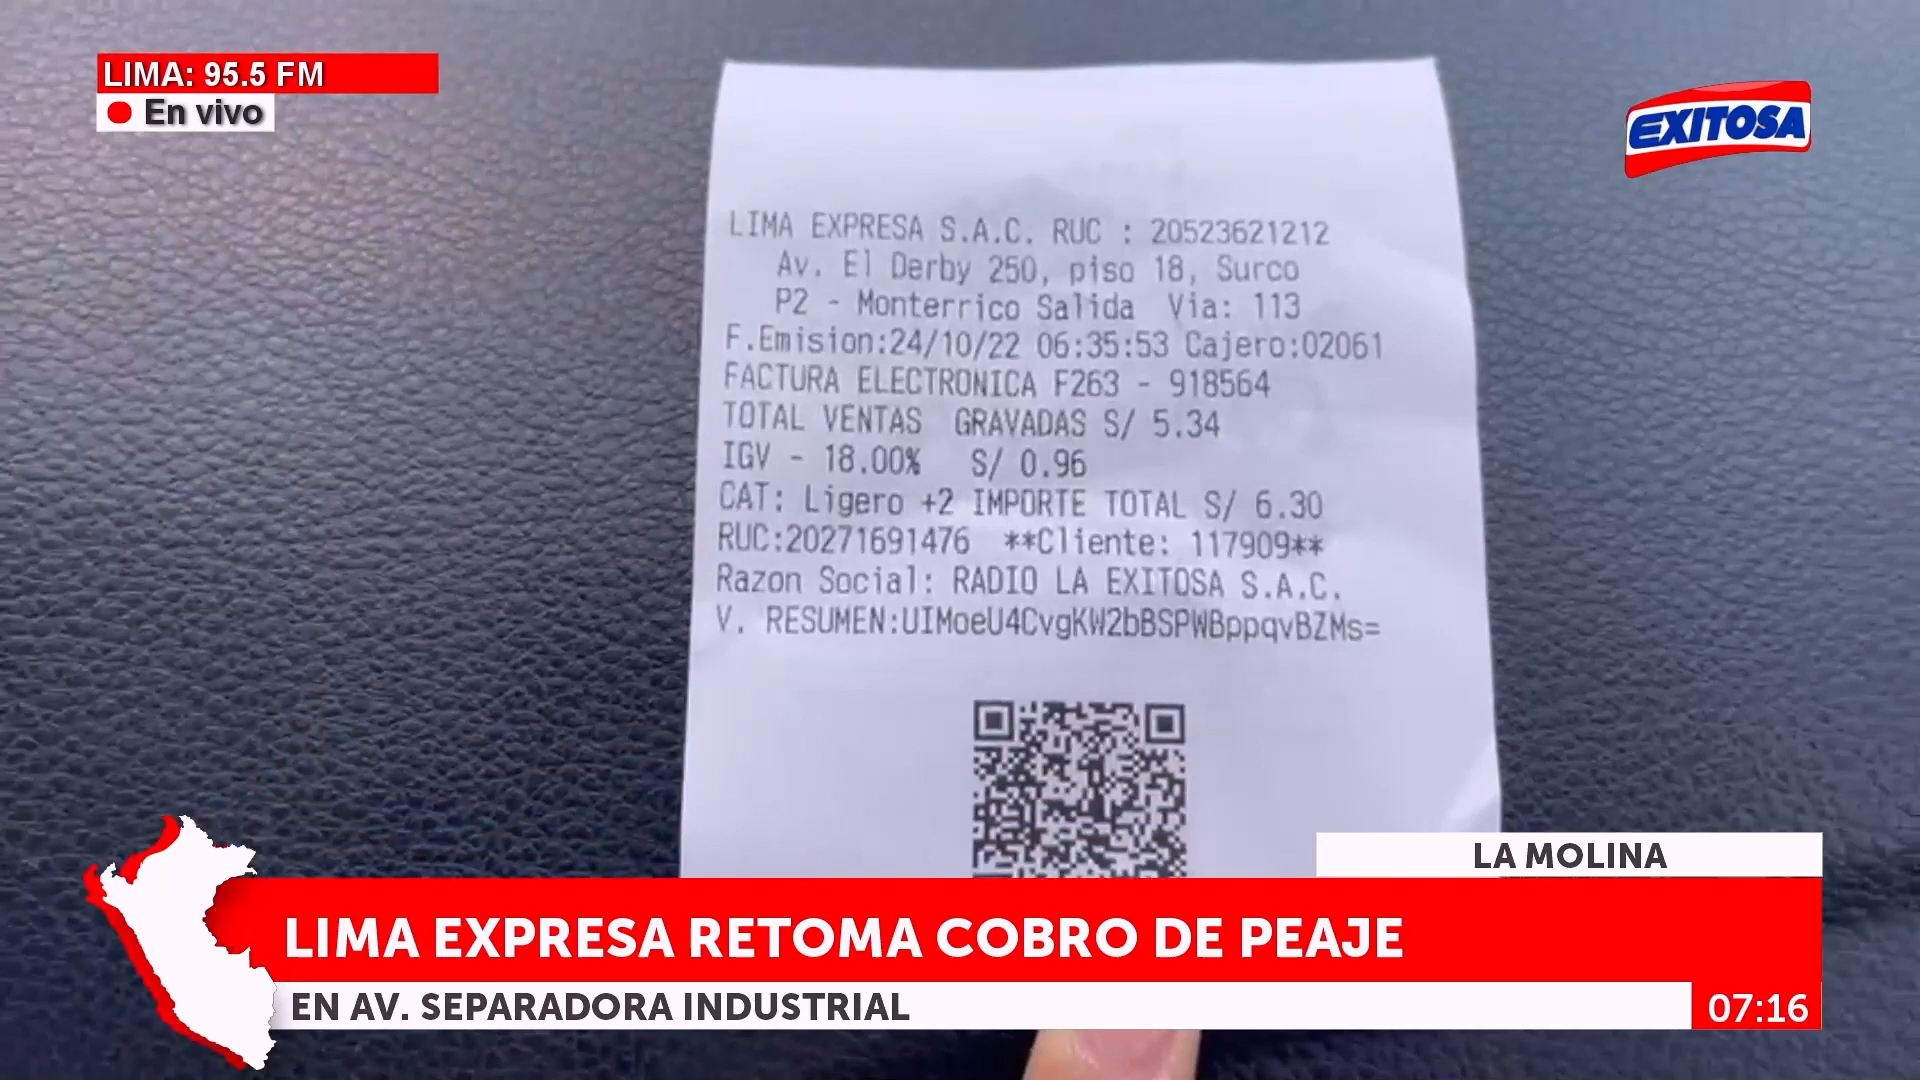 LIMA: 95.5 FM
En vivo
EXITOSA
LIMA EXPRESA S.A.C. RUC : 20523621212
Av. El Derby 250, piso 18, Surco
P2 - Monterrico Salida Via: 113
F.Emision:24/10/22 06:35:53 Cajero:02061
FACTURA ELECTRONICA F263 - 918564
TOTAL VENTAS GRAVADAS S/ 5.34
IGV - 18.00% S/ 0.96
CAT: Ligero +2 IMPORTE TOTAL S/ 6.30
RUC:20271691476 **Cliente: 117909**
Razon Social: RADIO LA EXITOSA S.A.C.
V. RESUMEN:UIMoeU4CvgKW2bBSPWBppqvBZMs=
LA MOLINA
LIMA EXPRESA RETOMA COBRO DE PEAJE
EN AV. SEPARADORA INDUSTRIAL
07:16